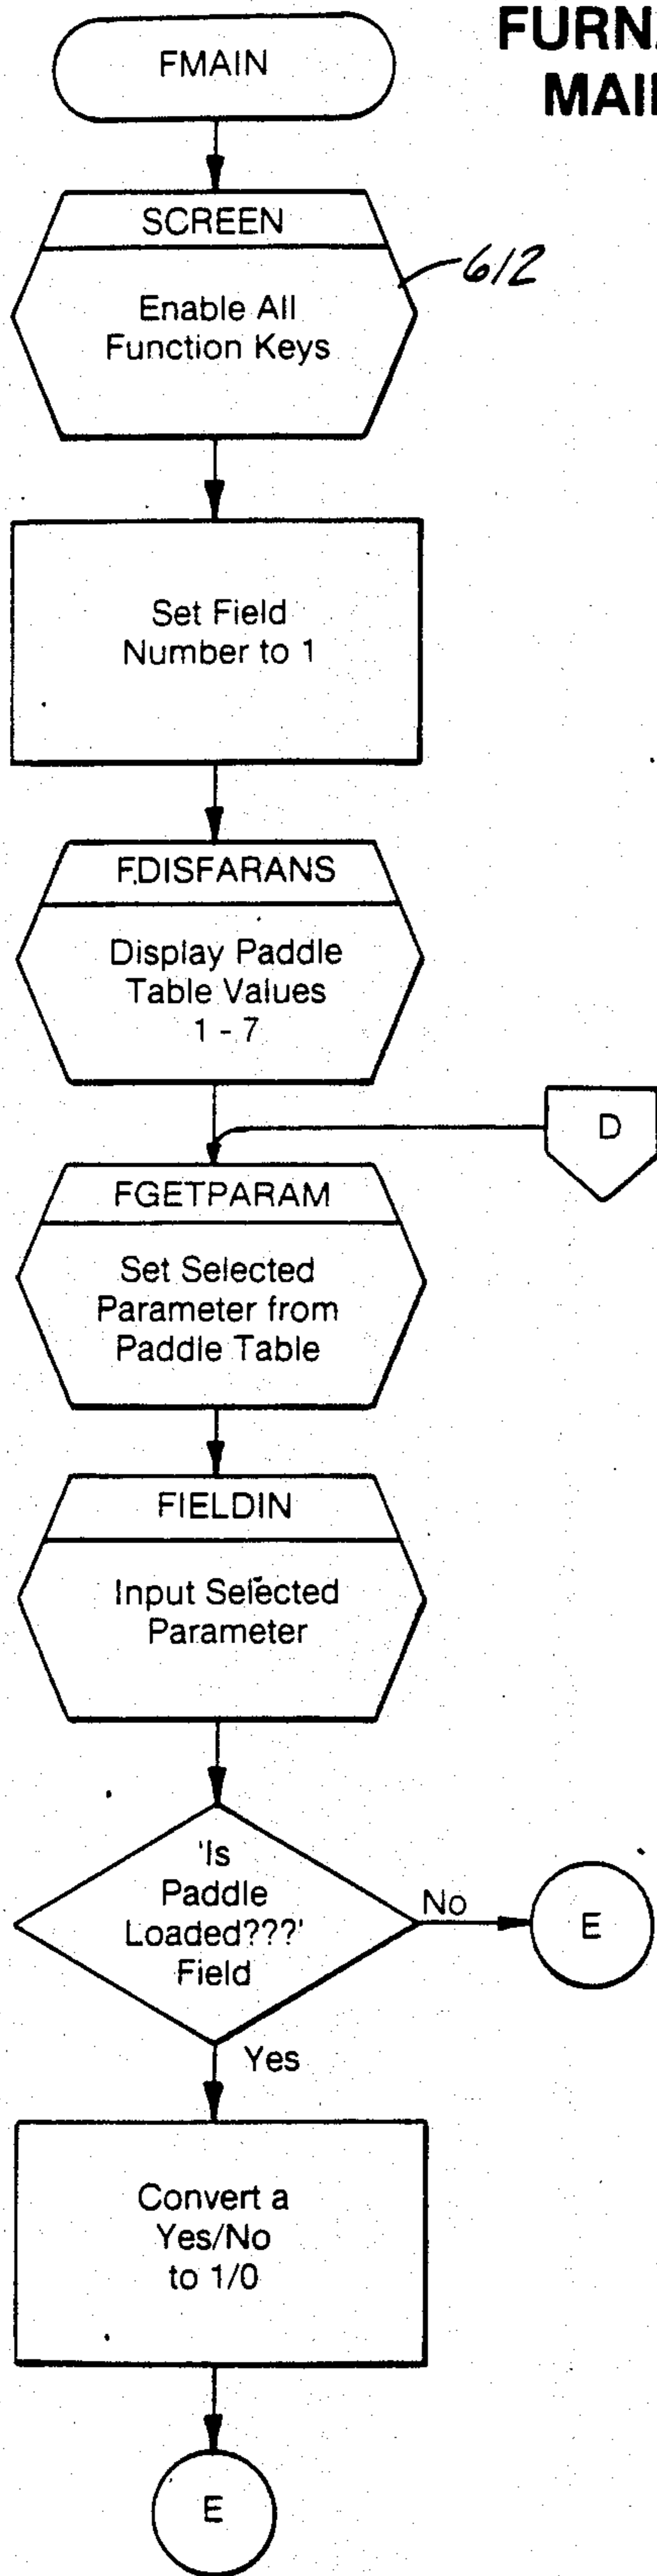 FMAIN
SCREEN
Enable All
Function Keys
612
Set Field
Number to 1
F.DISFARANS
Display Paddle
Table Values
1 - 7
D
FGETPARAM
Set Selected
Parameter from
Paddle Table
FIELDIN
Input Selected
Parameter
'Is
Paddle
Loaded???'
Field
No
E
Yes
Convert a
Yes/No
to 1/0
E